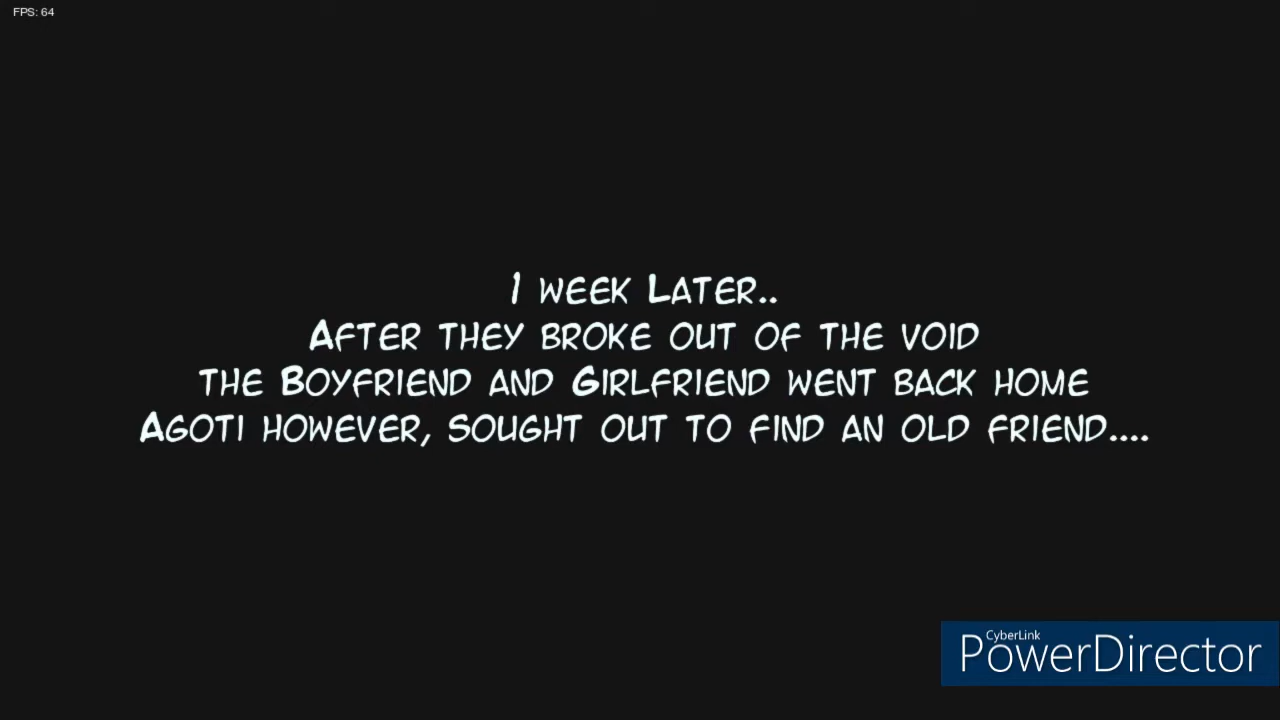 FPS: 64
1 week Later..
After they broke out of the void
the Boyfriend and Girlfriend went back home
Agoti however, sought out to find an old friend....
CyberLink
PowerDirector